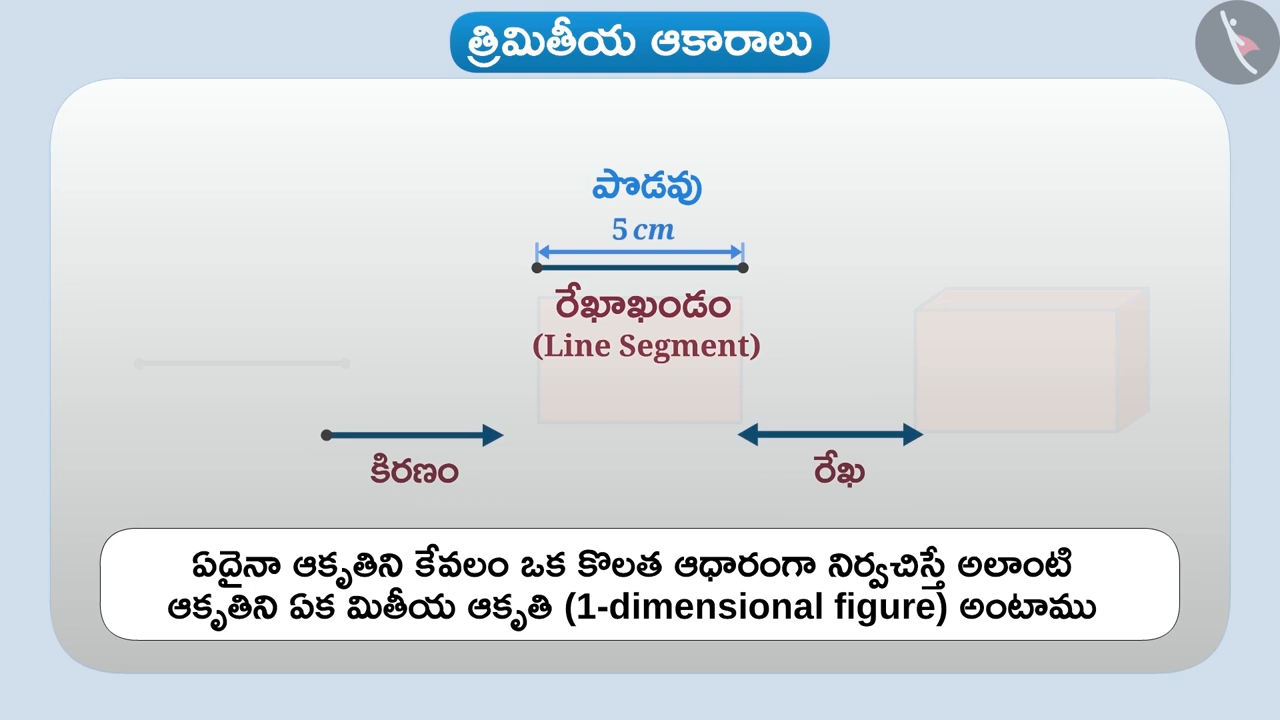 త్రిమితీయ ఆకారాలు
పొడవు
5 cm
రేఖాఖండం
(Line Segment)
కిరణం
రేఖ
ఏదైనా ఆకృతిని కేవలం ఒక కొలత ఆధారంగా నిర్వచిస్తే అలాంటి
ఆకృతిని ఏక మితీయ ఆకృతి (1-dimensional figure) అంటాము